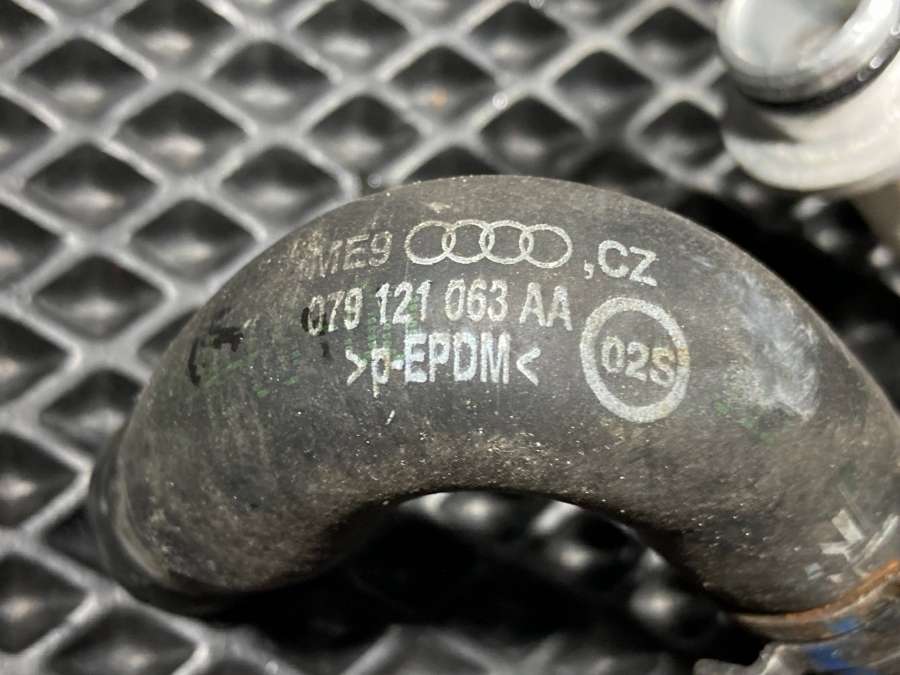 ME9 ,CZ
079 121 063 AA
>p-EPDM<
02S